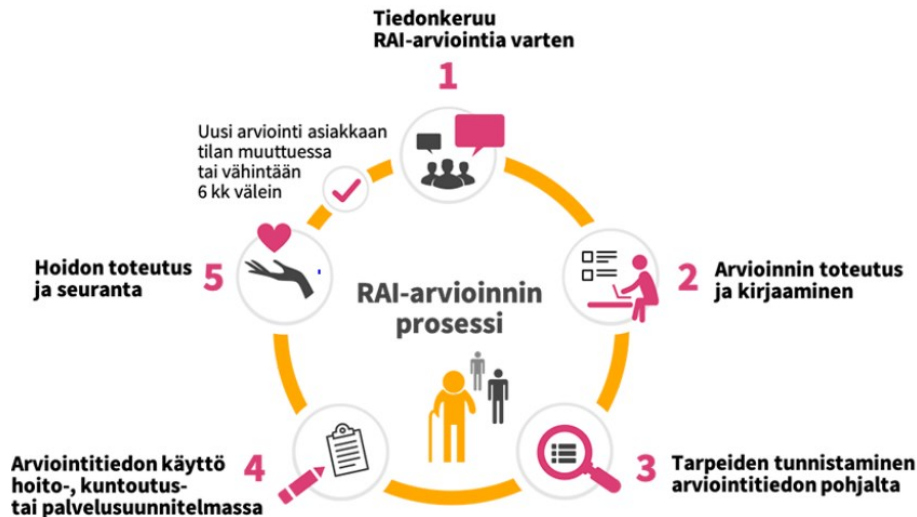 Tiedonkeruu
RAI-arviointia varten
1
Uusi arviointi asiakkaan
tilan muuttuessa
tai vähintään
6 kk välein
Hoidon toteutus
ja seuranta
5
RAI-arvioinnin
prosessi
2
Arvioinnin toteutus
ja kirjaaminen
Arviointitiedon käyttö
hoito-, kuntoutus-
tai palvelusuunnitelmassa
4
3
Tarpeiden tunnistaminen
arviointitiedon pohjalta